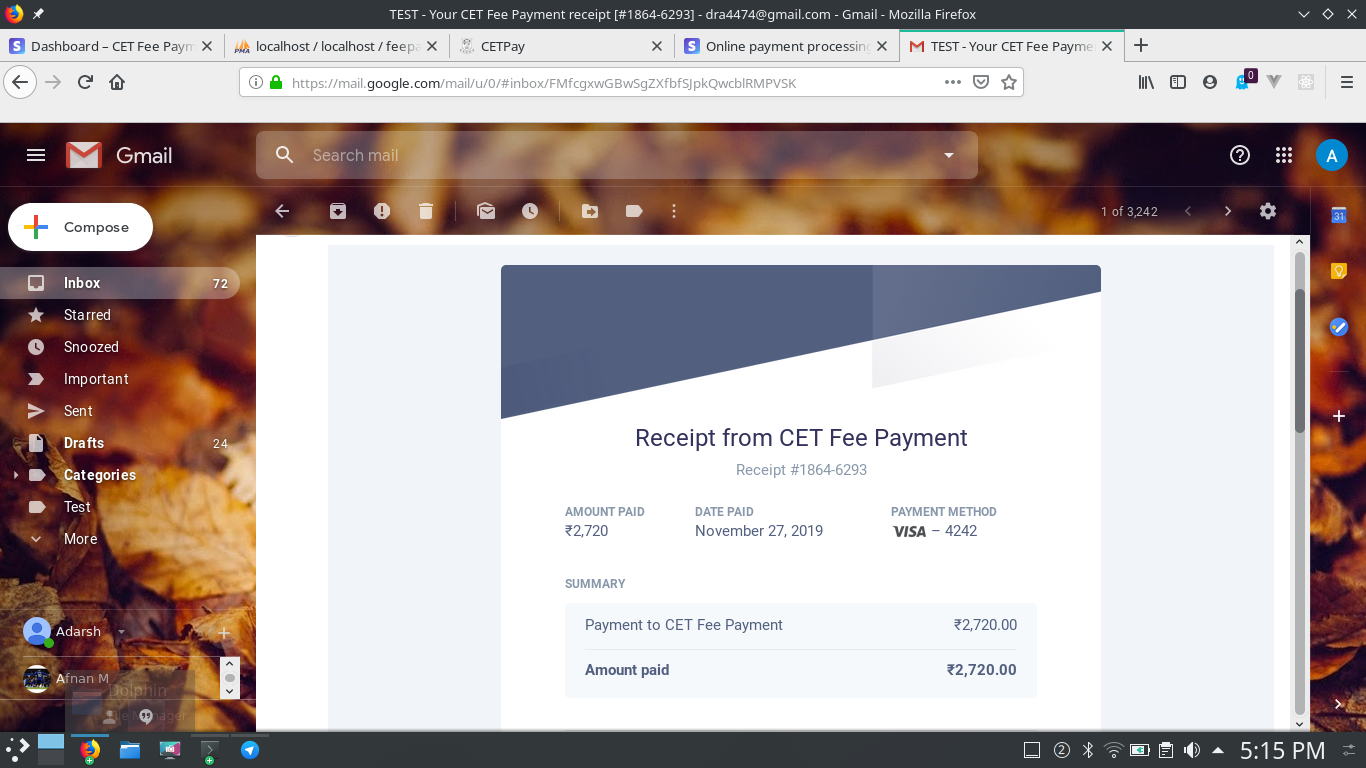 TEST - Your CET Fee Payment receipt [#1864-6293] - dra4474@gmail.com - Gmail - Mozilla Firefox
Dashboard – CET Fee Paym
localhost / localhost / feepa
CETPay
Online payment processing
TEST - Your CET Fee Payme
https://mail.google.com/mail/u/0/#inbox/FMfcgxwGBwSgZXfbfSJpkQwcblRMPVSK
0
Gmail
Search mail
A
Compose
1 of 3,242
31
Inbox 72
Starred
Snoozed
Important
Sent
Drafts 24
Categories
Test
More
Adarsh
Afnan M
Dolphin
File Manager
Receipt from CET Fee Payment
Receipt #1864-6293
AMOUNT PAID DATE PAID PAYMENT METHOD
₹2,720 November 27, 2019 VISA – 4242
SUMMARY
Payment to CET Fee Payment ₹2,720.00
Amount paid ₹2,720.00
2
5:15 PM